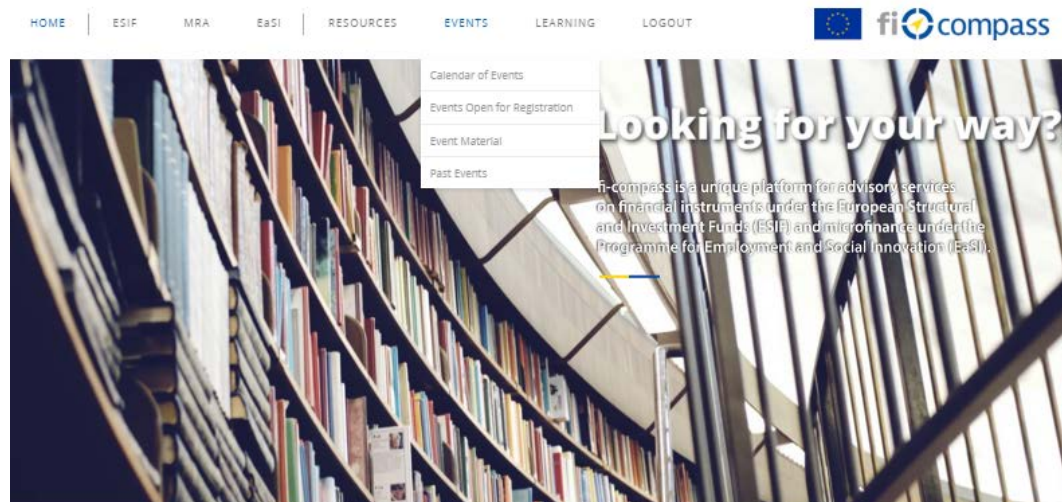 HOME ESIF MRA EaSI RESOURCES EVENTS LEARNING LOGOUT
fi compass
Calendar of Events
Events Open for Registration
Event Material
Past Events
Looking for your way?
fi-compass is a unique platform for advisory services
on financial instruments under the European Structural
and Investment Funds (ESIF) and microfinance under the
Programme for Employment and Social Innovation (EaSI).